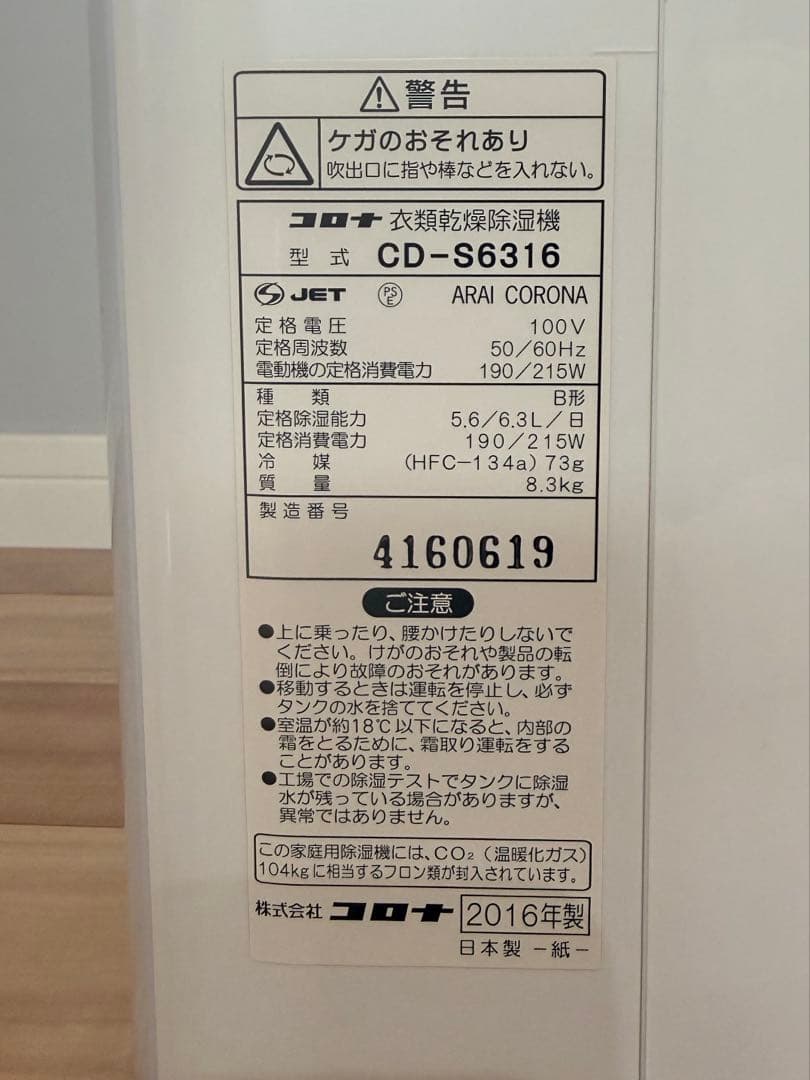 ⚠警告
ケガのおそれあり
吹出口に指や棒などを入れない。
コロナ 衣類乾燥除湿機
型式 CD-S6316
JET PSE ARAI CORONA
定格電圧 100V
定格周波数 50/60Hz
電動機の定格消費電力 190/215W
種類 B形
定格除湿能力 5.6/6.3L/日
定格消費電力 190/215W
冷媒 (HFC-134a) 73g
質量 8.3kg
製造番号
4160619
ご注意
●上に乗ったり、腰かけたりしないで
ください。けがのおそれや製品の転
倒により故障のおそれがあります。
●移動するときは運転を停止し、必ず
タンクの水を捨ててください。
●室温が約18℃以下になると、内部の
霜をとるために、霜取り運転をする
ことがあります。
●工場での除湿テストでタンクに除湿
水が残っている場合がありますが、
異常ではありません。
この家庭用除湿機には、CO₂（温暖化ガス）
104kgに相当するフロン類が封入されています。
株式会社 コロナ 2016年製
日本製 -紙-